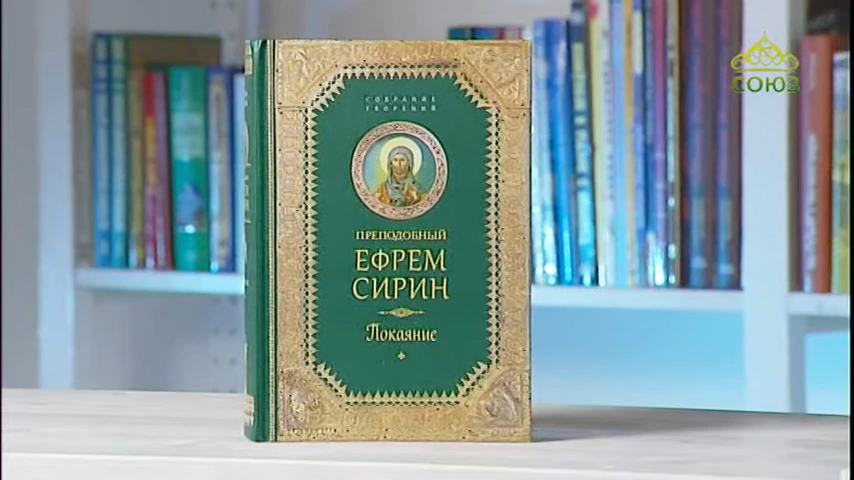 СОЮЗ
СОБРАНИЕ
ТВОРЕНИЙ
ПРЕПОДОБНЫЙ
ЕФРЕМ
СИРИН
Покаяние